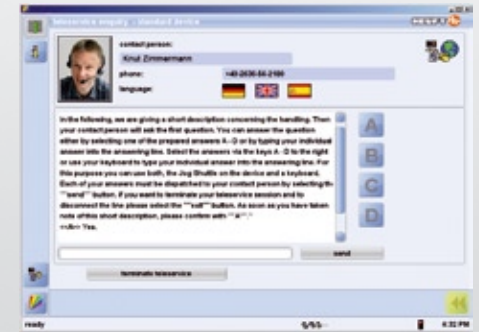 teleservice enquiry - standard device
contact person:
Knut Zimmermann
phone:
language:
In the following, we are giving a short description concerning the handling. Then
your contact person will ask the first question. You can answer the question
either by selecting one of the prepared answers A - D or by typing your individual
answer into the answering line. Select the answers via the keys A - D to the right
or use your keyboard to type your individual answer into the answering line. For
this purpose you can use both, the Jog Shuttle on the device and a keyboard.
Each of your answers must be dispatched to your contact person by selecting th
""send"" button. If you want to terminate your teleservice session and to
disconnect the line please select the ""exit"" button. As soon as you have taken
note of this short description, please confirm with ""A"".
<<A>> Yes.
A
B
C
D
send
terminate teleservice
ready
4:32 PM